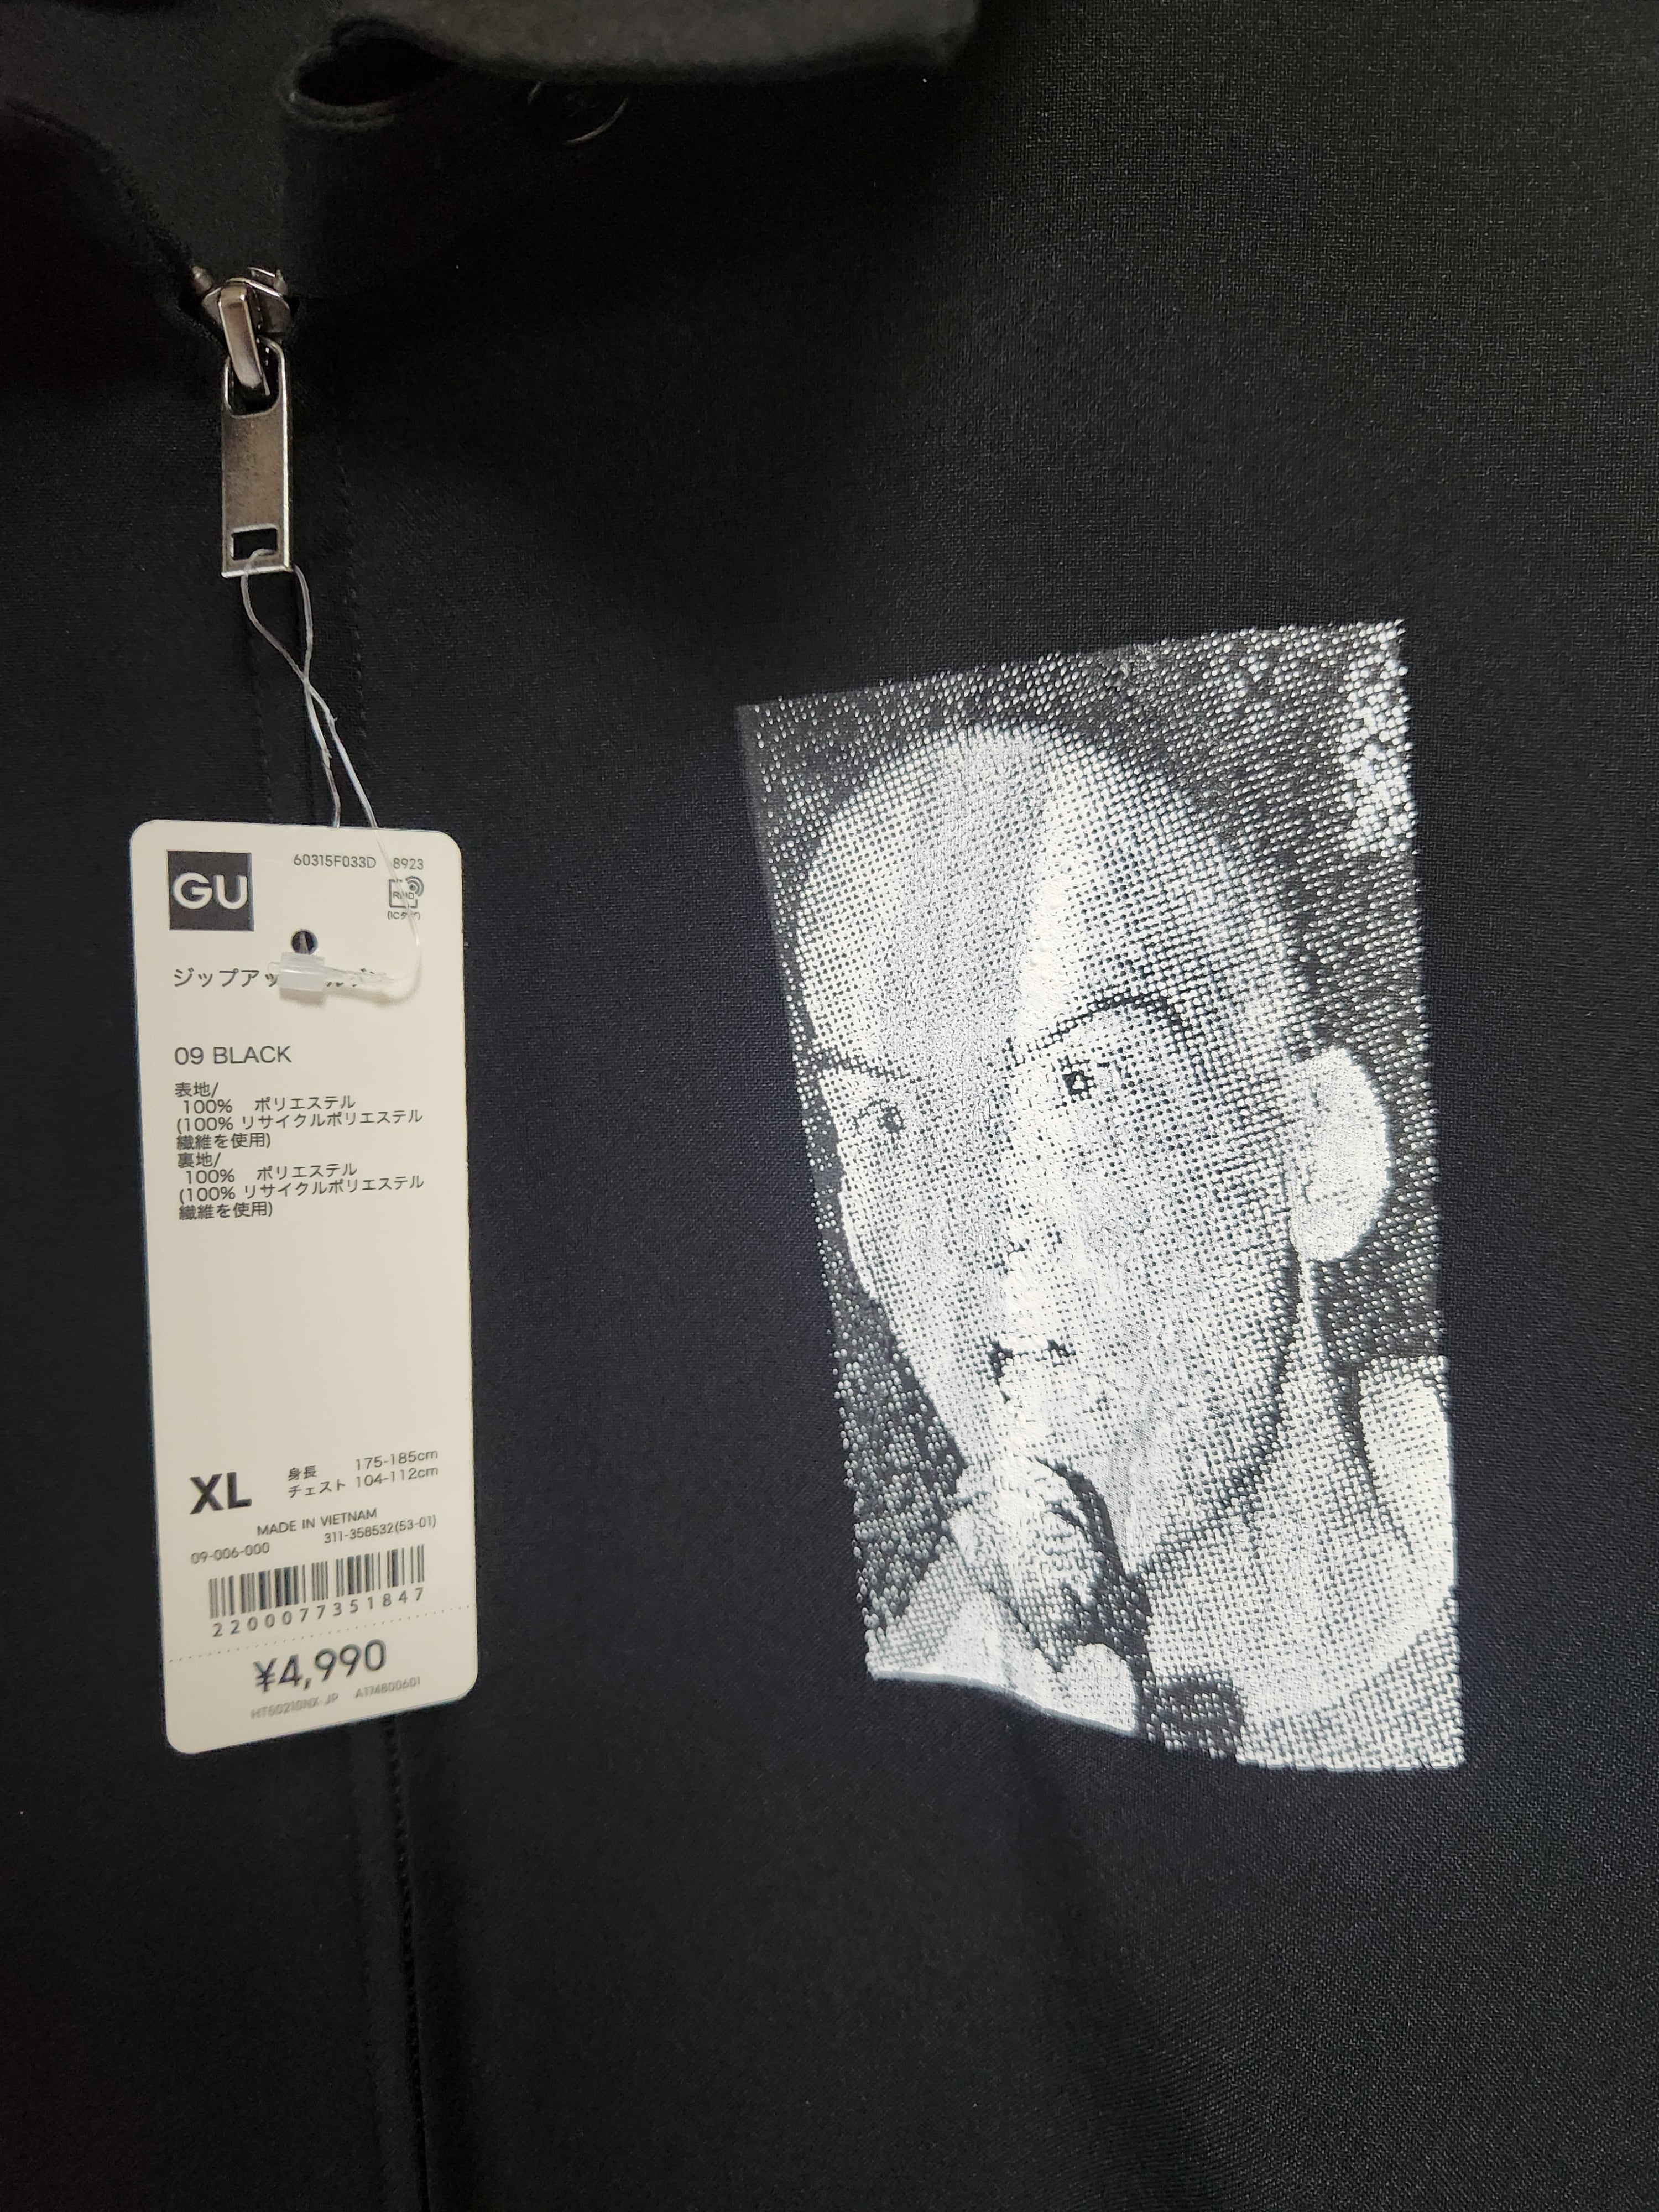 GU
60315F033D 8923
RFID
(ICタグ)
ジップアッ
09 BLACK
表地/
100% ポリエステル
(100% リサイクルポリエステル
繊維を使用)
裏地/
100% ポリエステル
(100% リサイクルポリエステル
繊維を使用)
XL
身長 175-185cm
チェスト 104-112cm
MADE IN VIETNAM
311-358532(53-01)
09-006-000
2200077351847
¥4,990
HT50210NX-JP A174800601